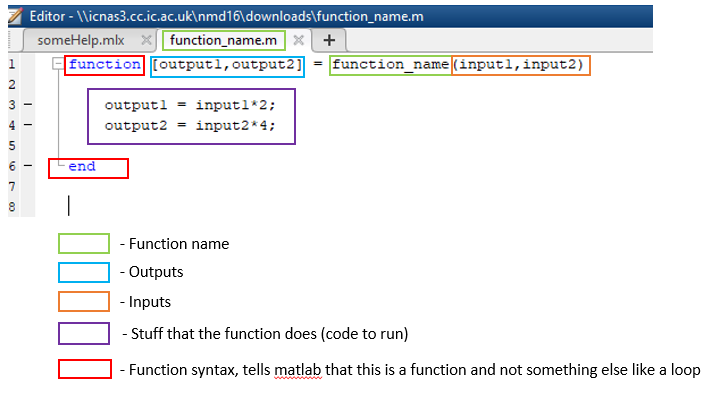 Editor - \\icnas3.cc.ic.ac.uk\nmd16\downloads\function_name.m
someHelp.mlx × function_name.m × +
1 function [output1,output2] = function_name(input1,input2)
2
3 – output1 = input1*2;
4 – output2 = input2*4;
5
6 – end
7
8
- Function name
- Outputs
- Inputs
- Stuff that the function does (code to run)
- Function syntax, tells matlab that this is a function and not something else like a loop